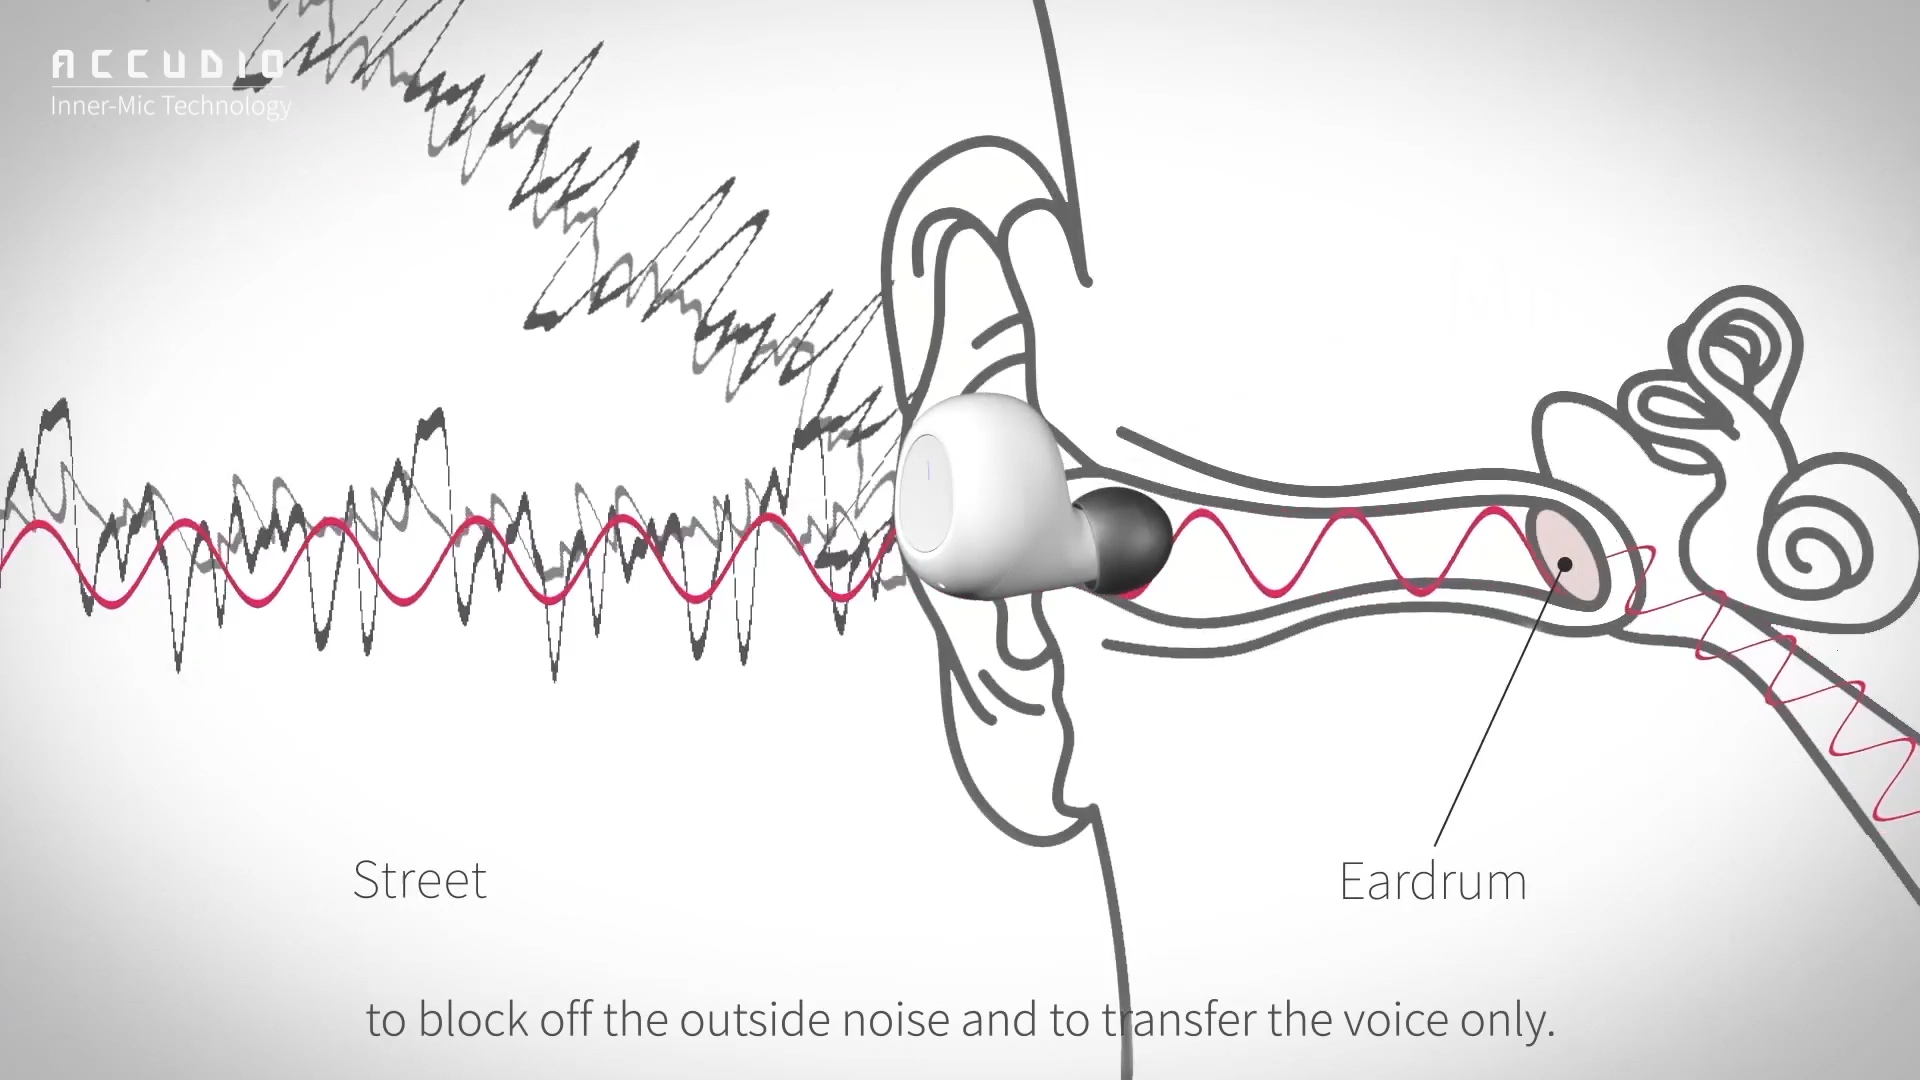 ACCUDIO
Inner-Mic Technology
Street
Eardrum
to block off the outside noise and to transfer the voice only.